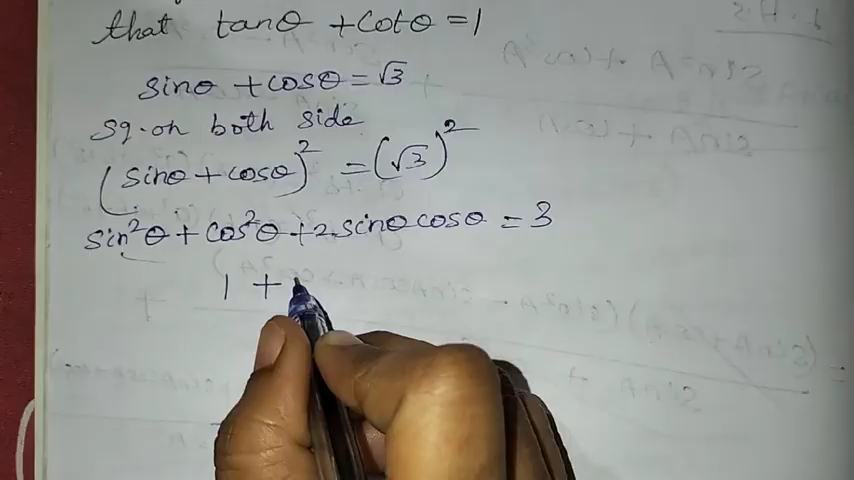 that tanθ + cotθ = 1
sinθ + cosθ = √3
sq. on both side
(sinθ + cosθ)² = (√3)²
sin²θ + cos²θ + 2 sinθ cosθ = 3
1 +